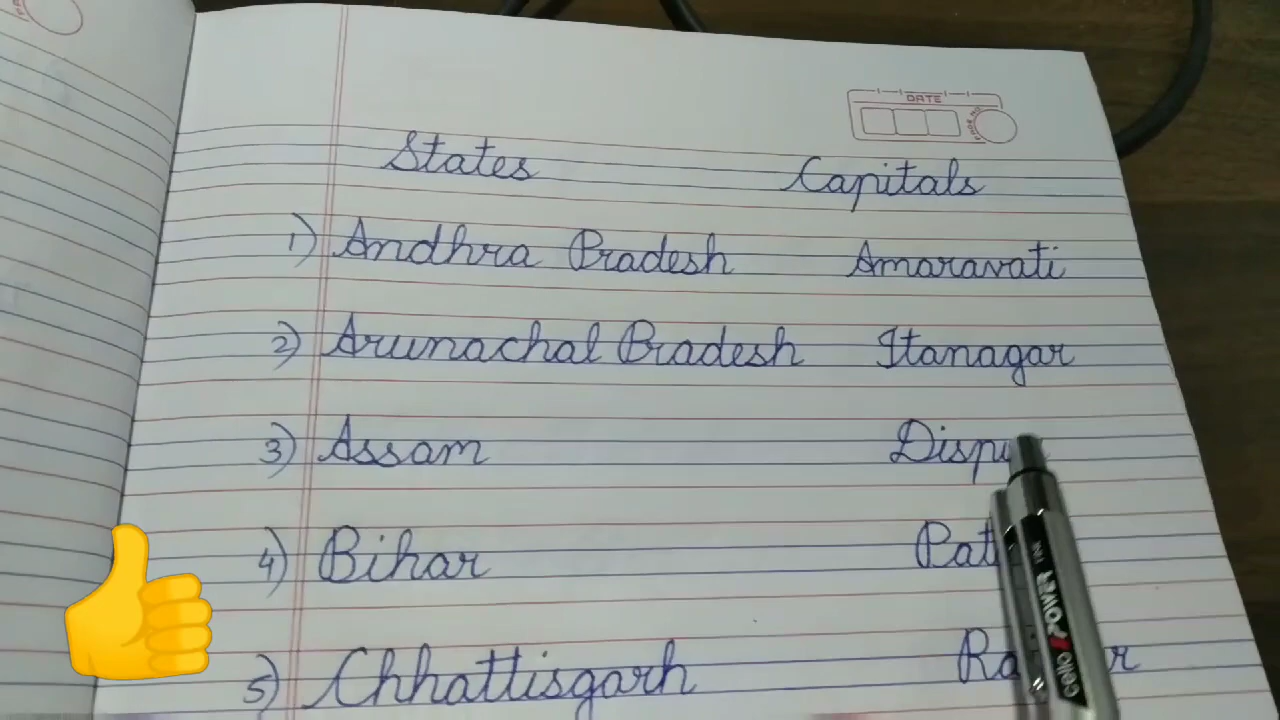 DATE
States Capitals
1) Andhra Pradesh Amaravati
2) Arunachal Pradesh Itanagar
3) Assam
4) Bihar
5) Chhattisgarh
CELLO POWER